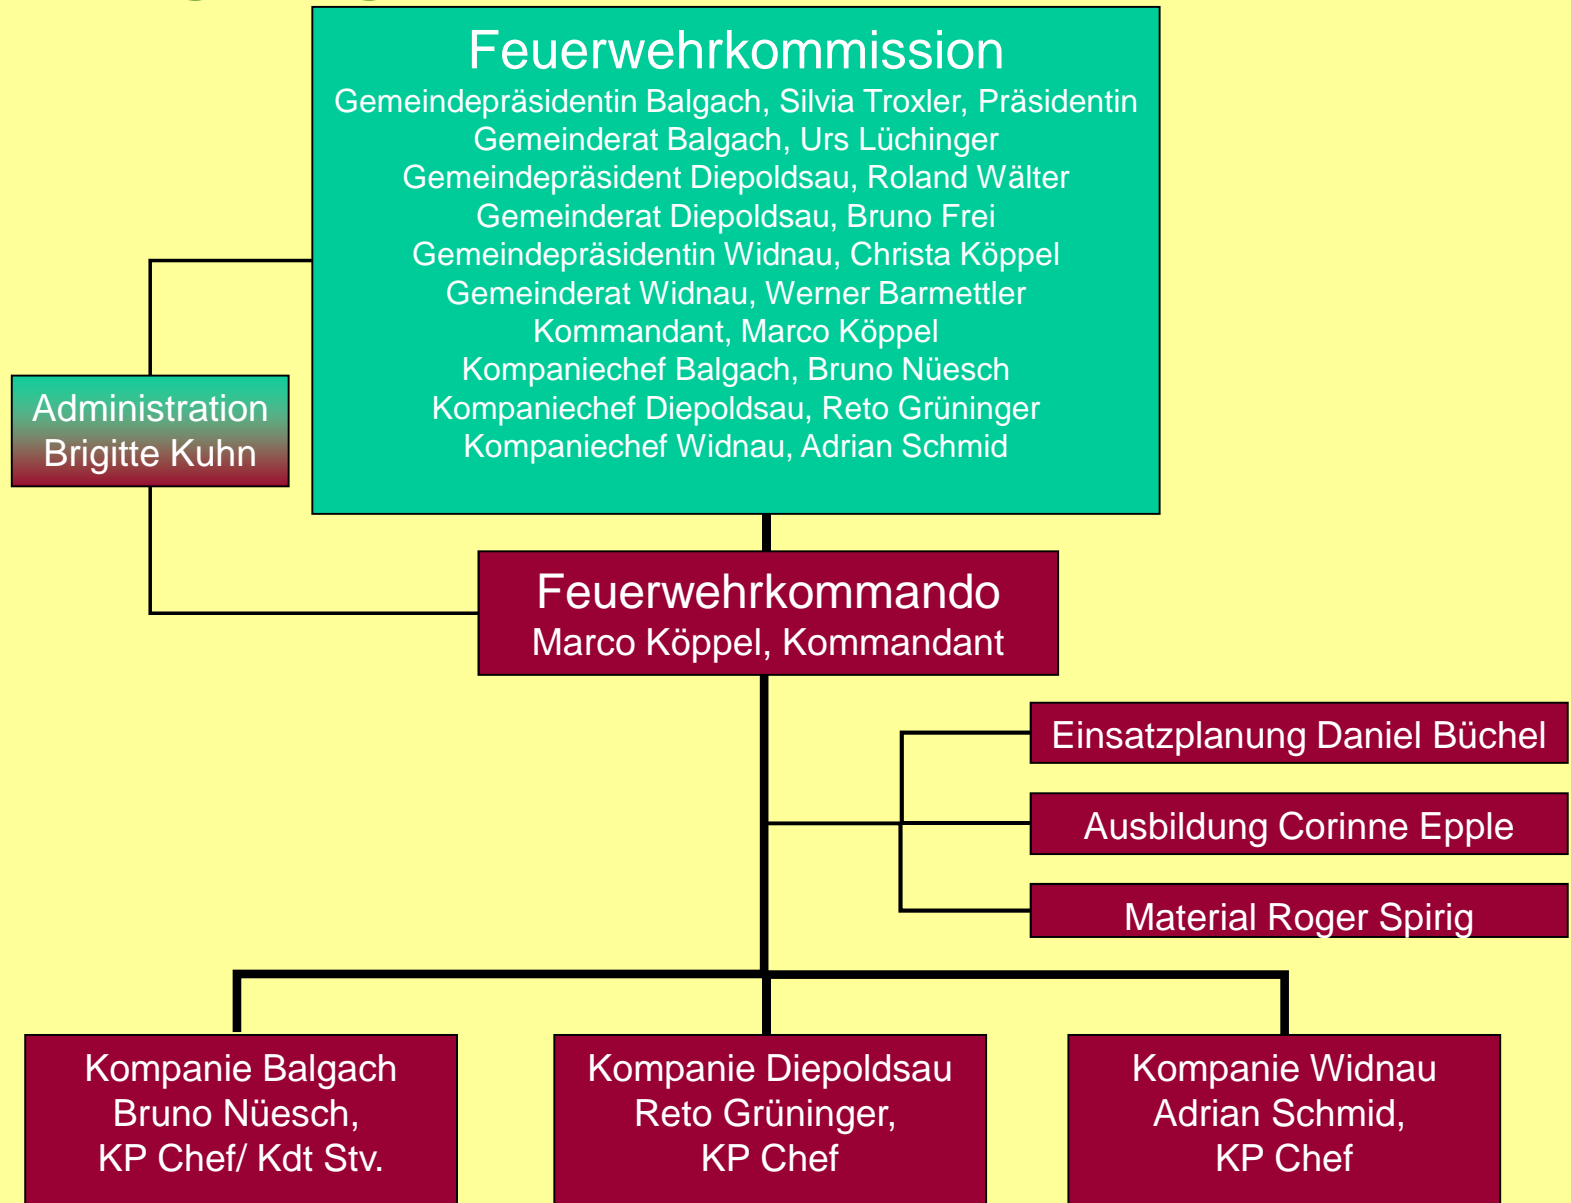 Feuerwehrkommission
Gemeindepräsidentin Balgach, Silvia Troxler, Präsidentin
Gemeinderat Balgach, Urs Lüchinger
Gemeindepräsident Diepoldsau, Roland Wälter
Gemeinderat Diepoldsau, Bruno Frei
Gemeindepräsidentin Widnau, Christa Köppel
Gemeinderat Widnau, Werner Barmettler
Kommandant, Marco Köppel
Kompaniechef Balgach, Bruno Nüesch
Kompaniechef Diepoldsau, Reto Grüninger
Kompaniechef Widnau, Adrian Schmid
Administration
Brigitte Kuhn
Feuerwehrkommando
Marco Köppel, Kommandant
Einsatzplanung Daniel Büchel
Ausbildung Corinne Epple
Material Roger Spirig
Kompanie Balgach
Bruno Nüesch,
KP Chef/ Kdt Stv.
Kompanie Diepoldsau
Reto Grüninger,
KP Chef
Kompanie Widnau
Adrian Schmid,
KP Chef